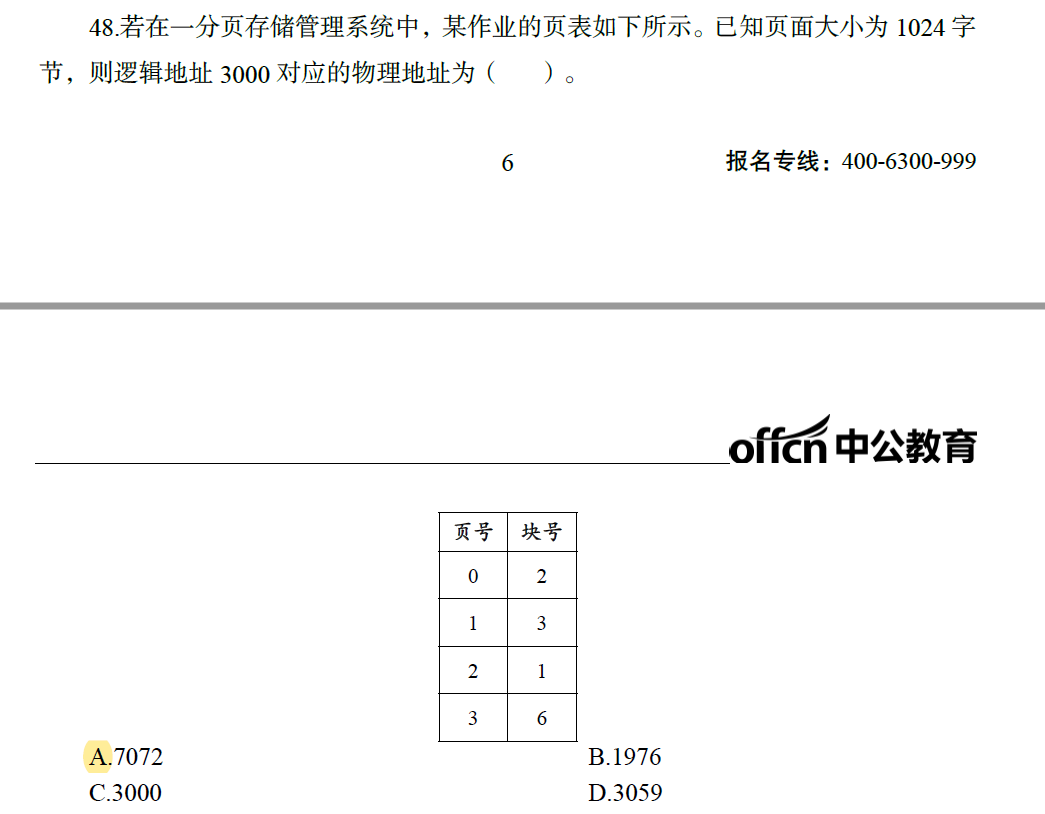 48.若在一分页存储管理系统中，某作业的页表如下所示。已知页面大小为 1024 字
节，则逻辑地址 3000 对应的物理地址为（　　）。
6 报名专线：400-6300-999
offcn 中公教育
页号 块号
0 2
1 3
2 1
3 6
A.7072 B.1976
C.3000 D.3059